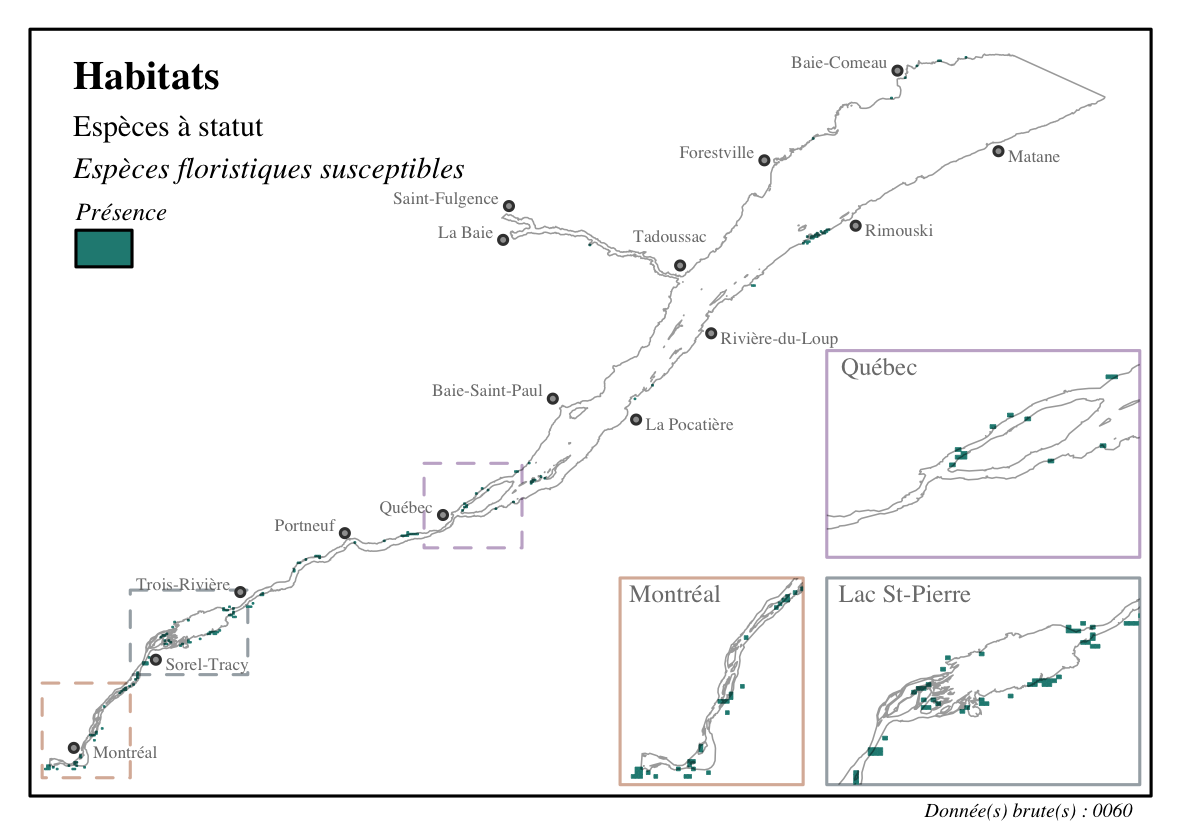 Habitats
Espèces à statut
Espèces floristiques susceptibles
Présence
Baie-Comeau
Forestville
Matane
Saint-Fulgence
La Baie
Tadoussac
Rimouski
Rivière-du-Loup
Baie-Saint-Paul
La Pocatière
Québec
Portneuf
Trois-Rivière
Sorel-Tracy
Montréal
Québec
Montréal
Lac St-Pierre
Donnée(s) brute(s) : 0060